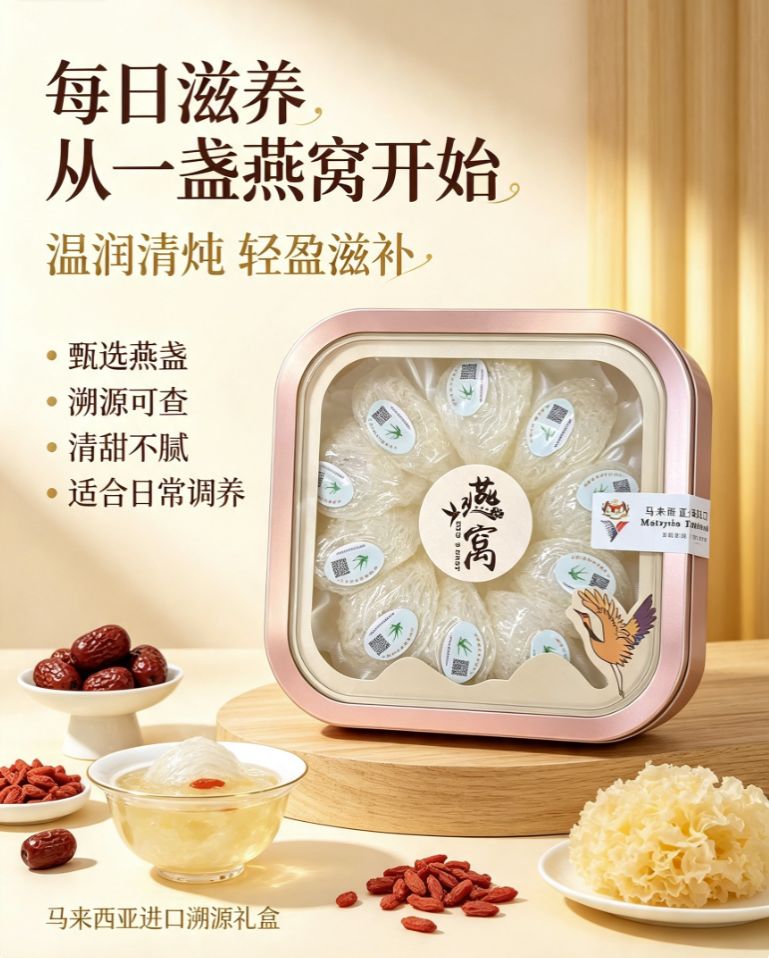 每日滋养
从一盏燕窝开始
温润清炖 轻盈滋补
• 甄选燕盏
• 溯源可查
• 清甜不腻
• 适合日常调养
燕窝
马来西亚进口溯源礼盒